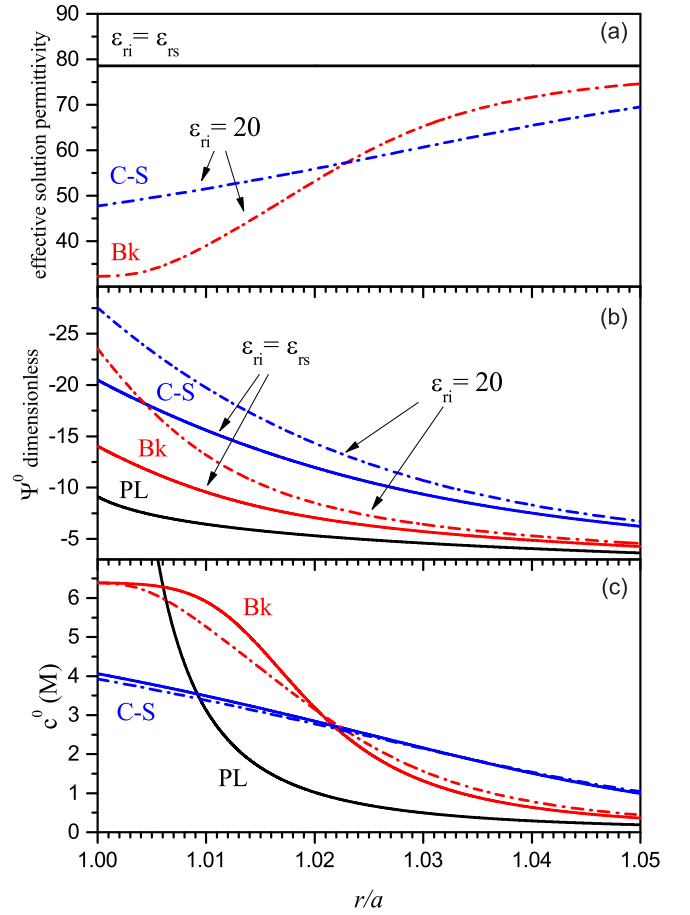 90
ε_ri = ε_rs
(a)
80
70
ε_ri = 20
60
C-S
50
Bk
40
effective solution permittivity
(b)
-25
ε_ri = ε_rs
C-S
ε_ri = 20
-20
-15
Bk
-10
PL
-5
Ψ^0 dimensionless
(c)
6
Bk
5
4
3
C-S
2
PL
1
0
c^0 (M)
1.00 1.01 1.02 1.03 1.04 1.05
r/a